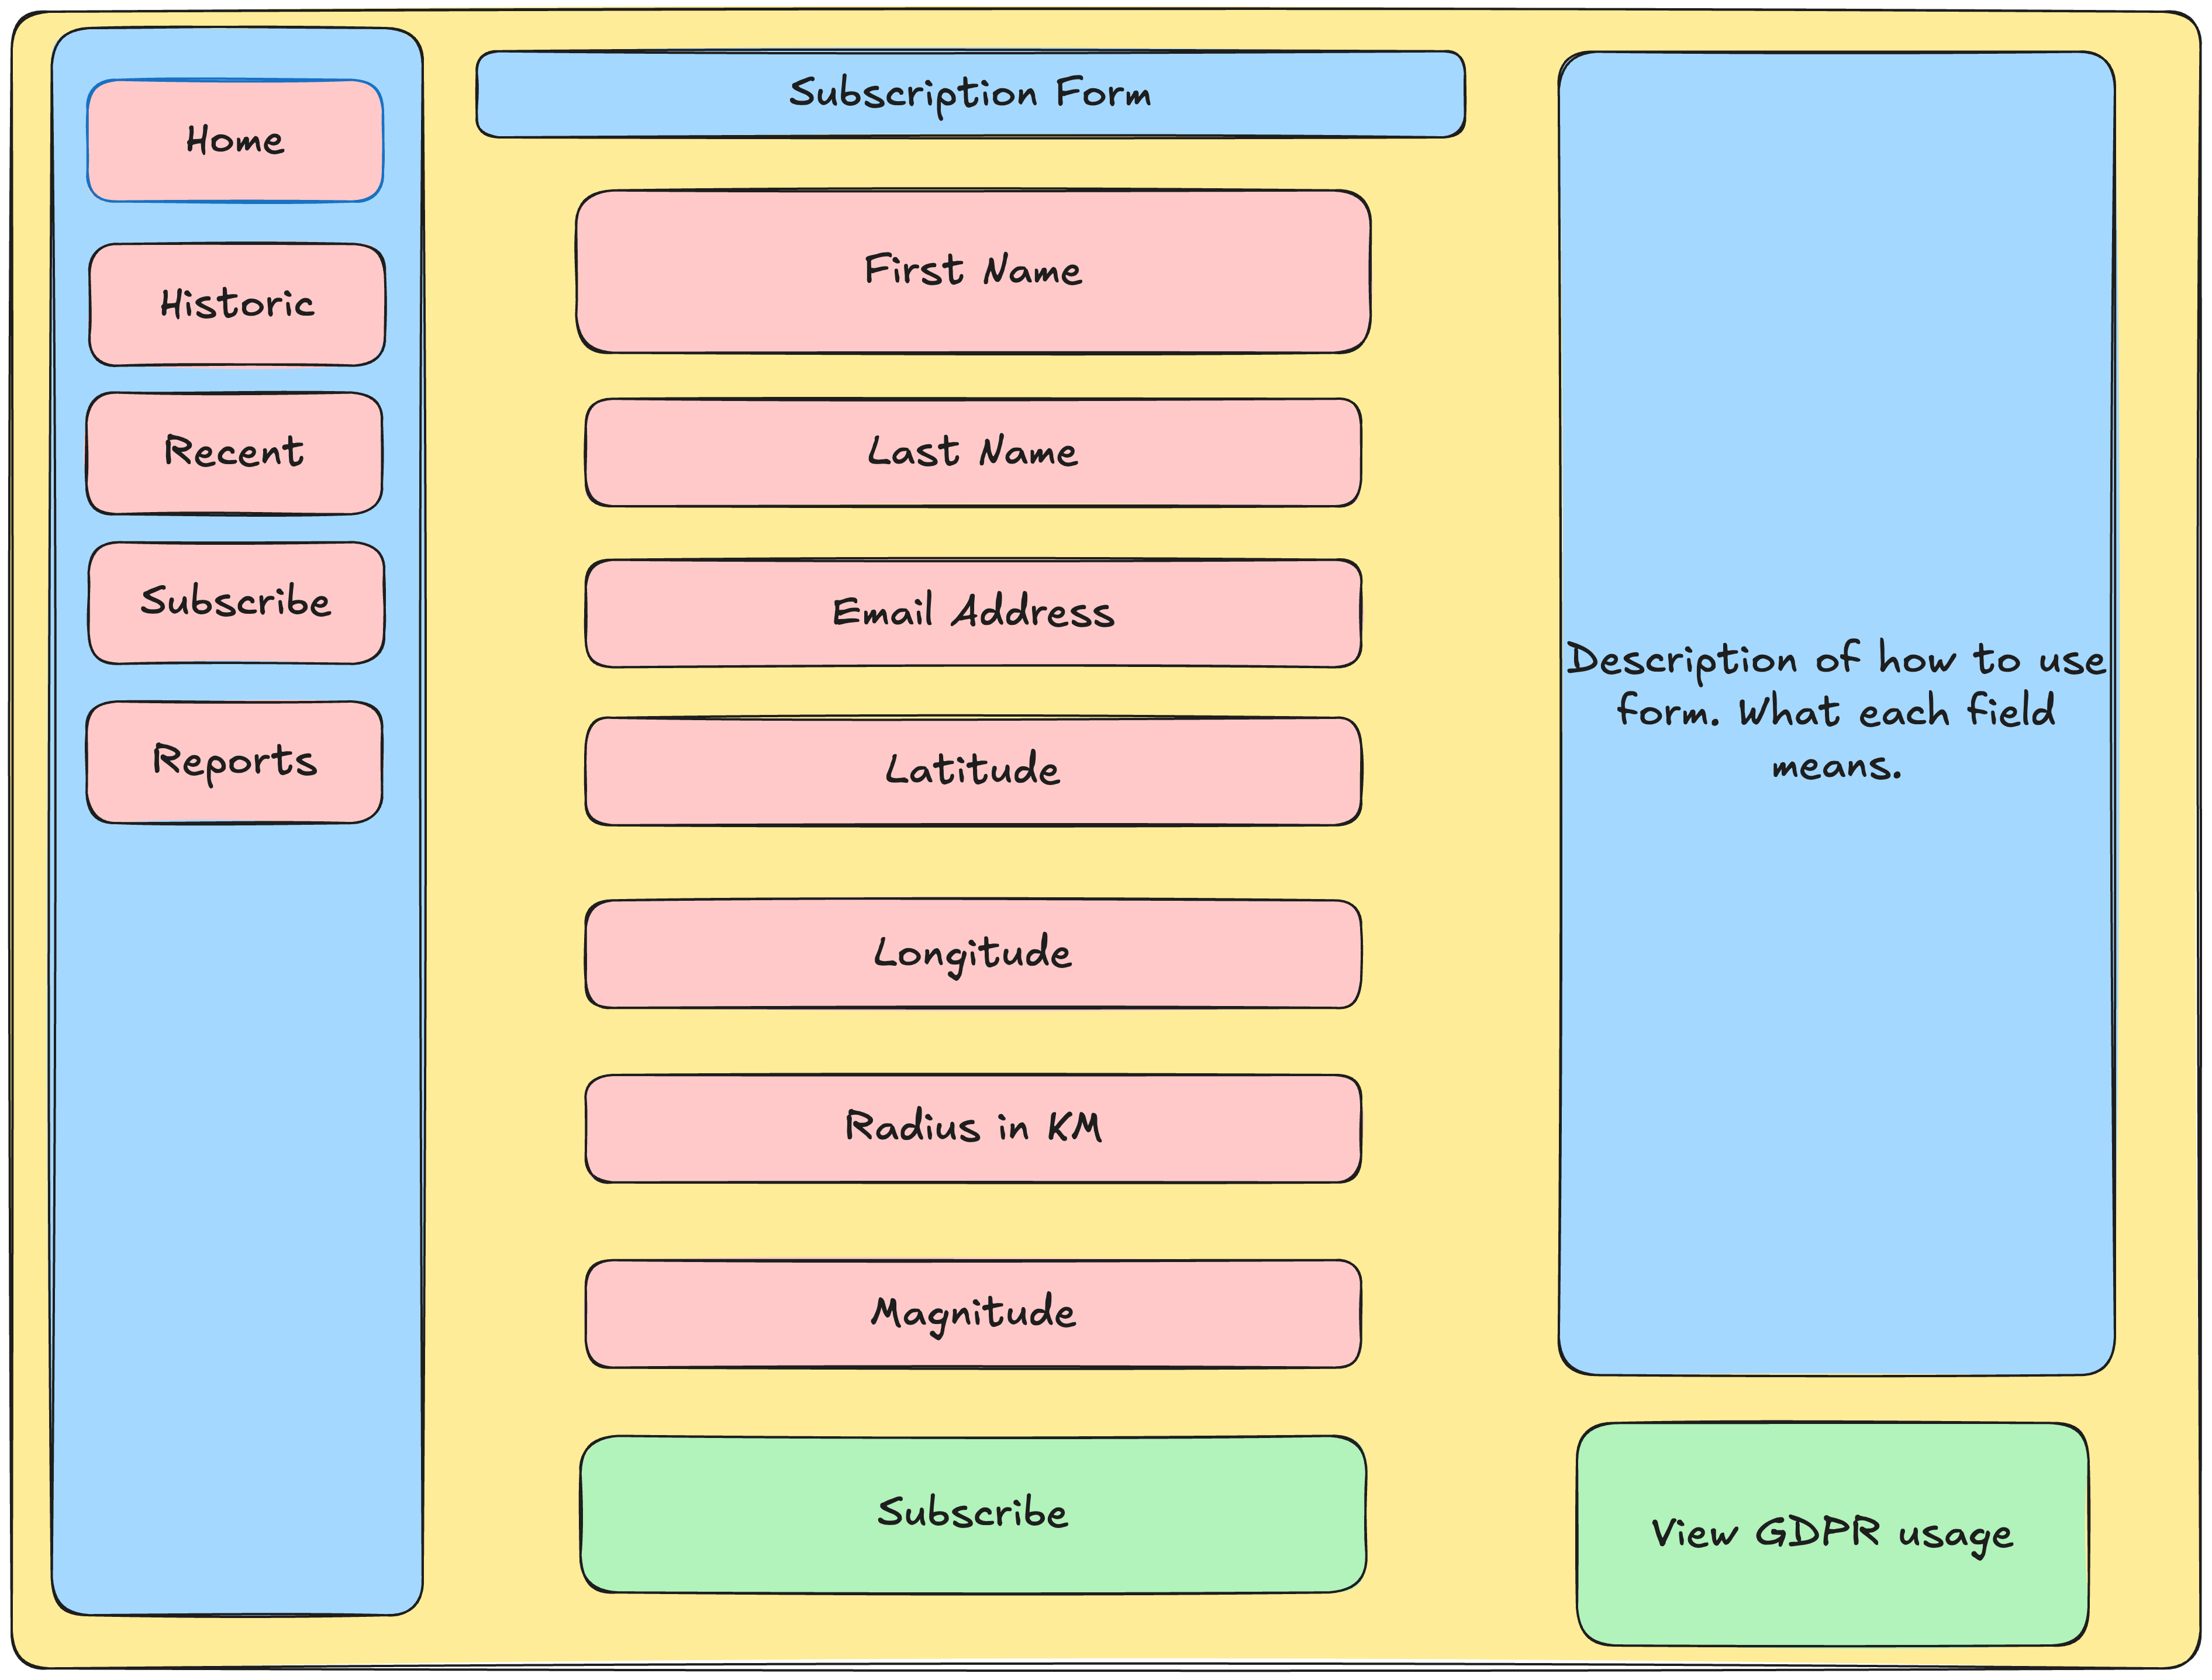 Home
Historic
Recent
Subscribe
Reports
Subscription Form
First Name
Last Name
Email Address
Latitude
Longitude
Radius in KM
Magnitude
Subscribe
Description of how to use
form. What each field
means.
View GDPR usage